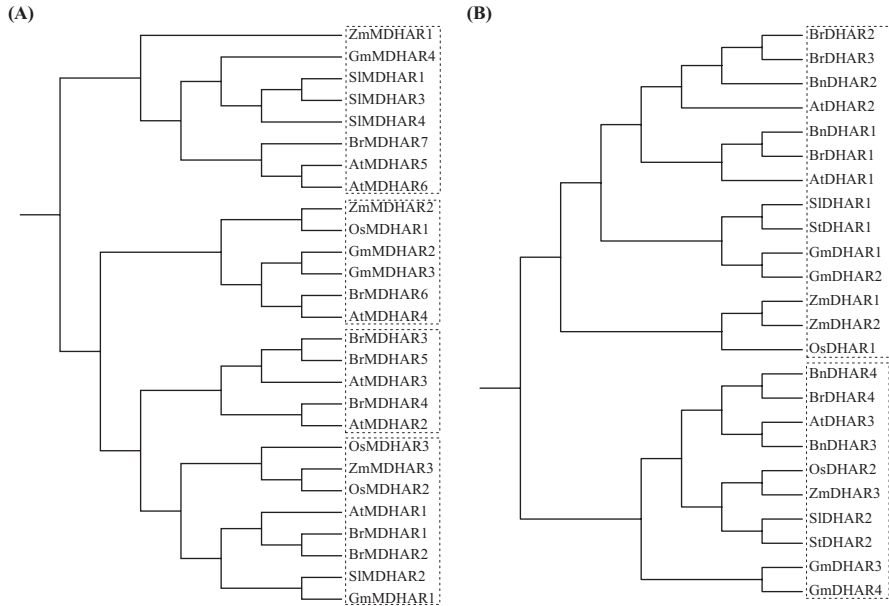 (A)
ZmMDHAR1
GmMDHAR4
SlMDHAR1
SlMDHAR3
SlMDHAR4
BrMDHAR7
AtMDHAR5
AtMDHAR6
ZmMDHAR2
OsMDHAR1
GmMDHAR2
GmMDHAR3
BrMDHAR6
AtMDHAR4
BrMDHAR3
BrMDHAR5
AtMDHAR3
BrMDHAR4
AtMDHAR2
OsMDHAR3
ZmMDHAR3
OsMDHAR2
AtMDHAR1
BrMDHAR1
BrMDHAR2
SlMDHAR2
GmMDHAR1
(B)
BrDHAR2
BrDHAR3
BnDHAR2
AtDHAR2
BnDHAR1
BrDHAR1
AtDHAR1
SlDHAR1
StDHAR1
GmDHAR1
GmDHAR2
ZmDHAR1
ZmDHAR2
OsDHAR1
BnDHAR4
BrDHAR4
AtDHAR3
BnDHAR3
OsDHAR2
ZmDHAR3
SlDHAR2
StDHAR2
GmDHAR3
GmDHAR4